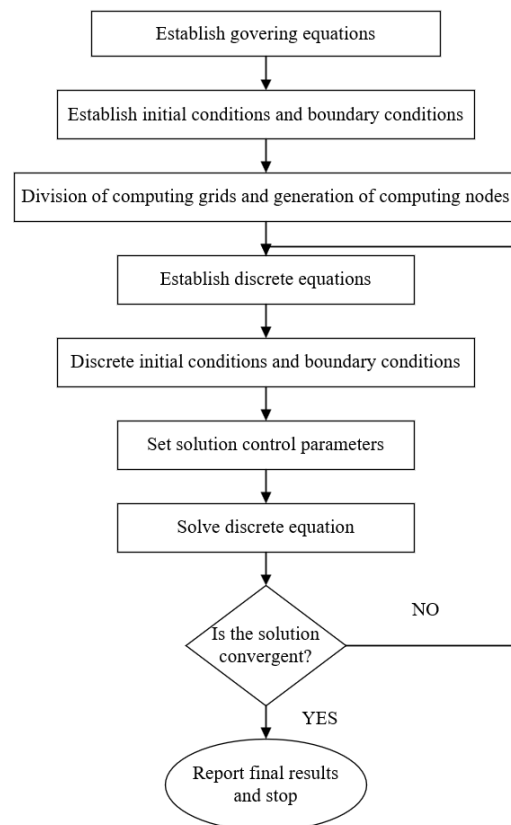 Establish govering equations
Establish initial conditions and boundary conditions
Division of computing grids and generation of computing nodes
Establish discrete equations
Discrete initial conditions and boundary conditions
Set solution control parameters
Solve discrete equation
Is the solution
convergent?
NO
YES
Report final results
and stop